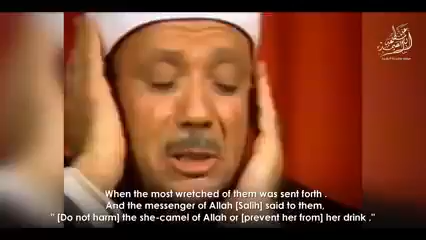 When the most wretched of them was sent forth .
And the messenger of Allah [Salih] said to them,
" [Do not harm] the she-camel of Allah or [prevent her from] her drink ."